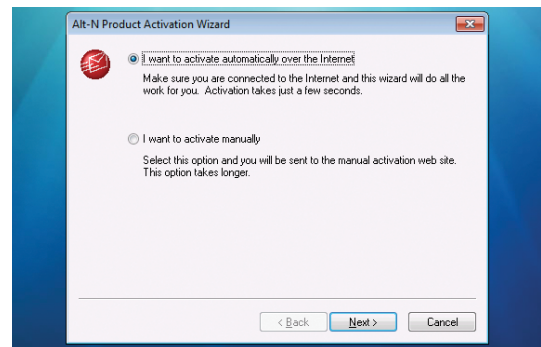 Alt-N Product Activation Wizard
I want to activate automatically over the Internet
Make sure you are connected to the Internet and this wizard will do all the
work for you. Activation takes just a few seconds.
I want to activate manually
Select this option and you will be sent to the manual activation web site.
This option takes longer.
< Back Next > Cancel